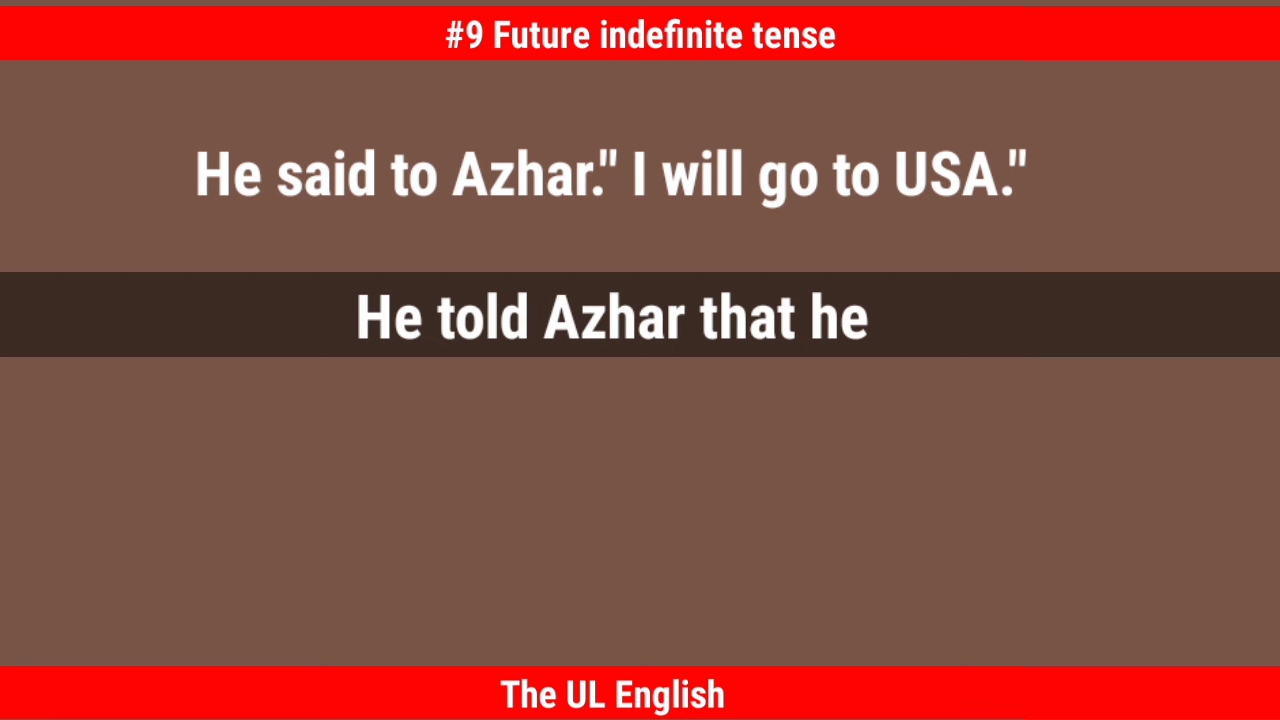 #9 Future indefinite tense
He said to Azhar." I will go to USA."
He told Azhar that he
The UL English